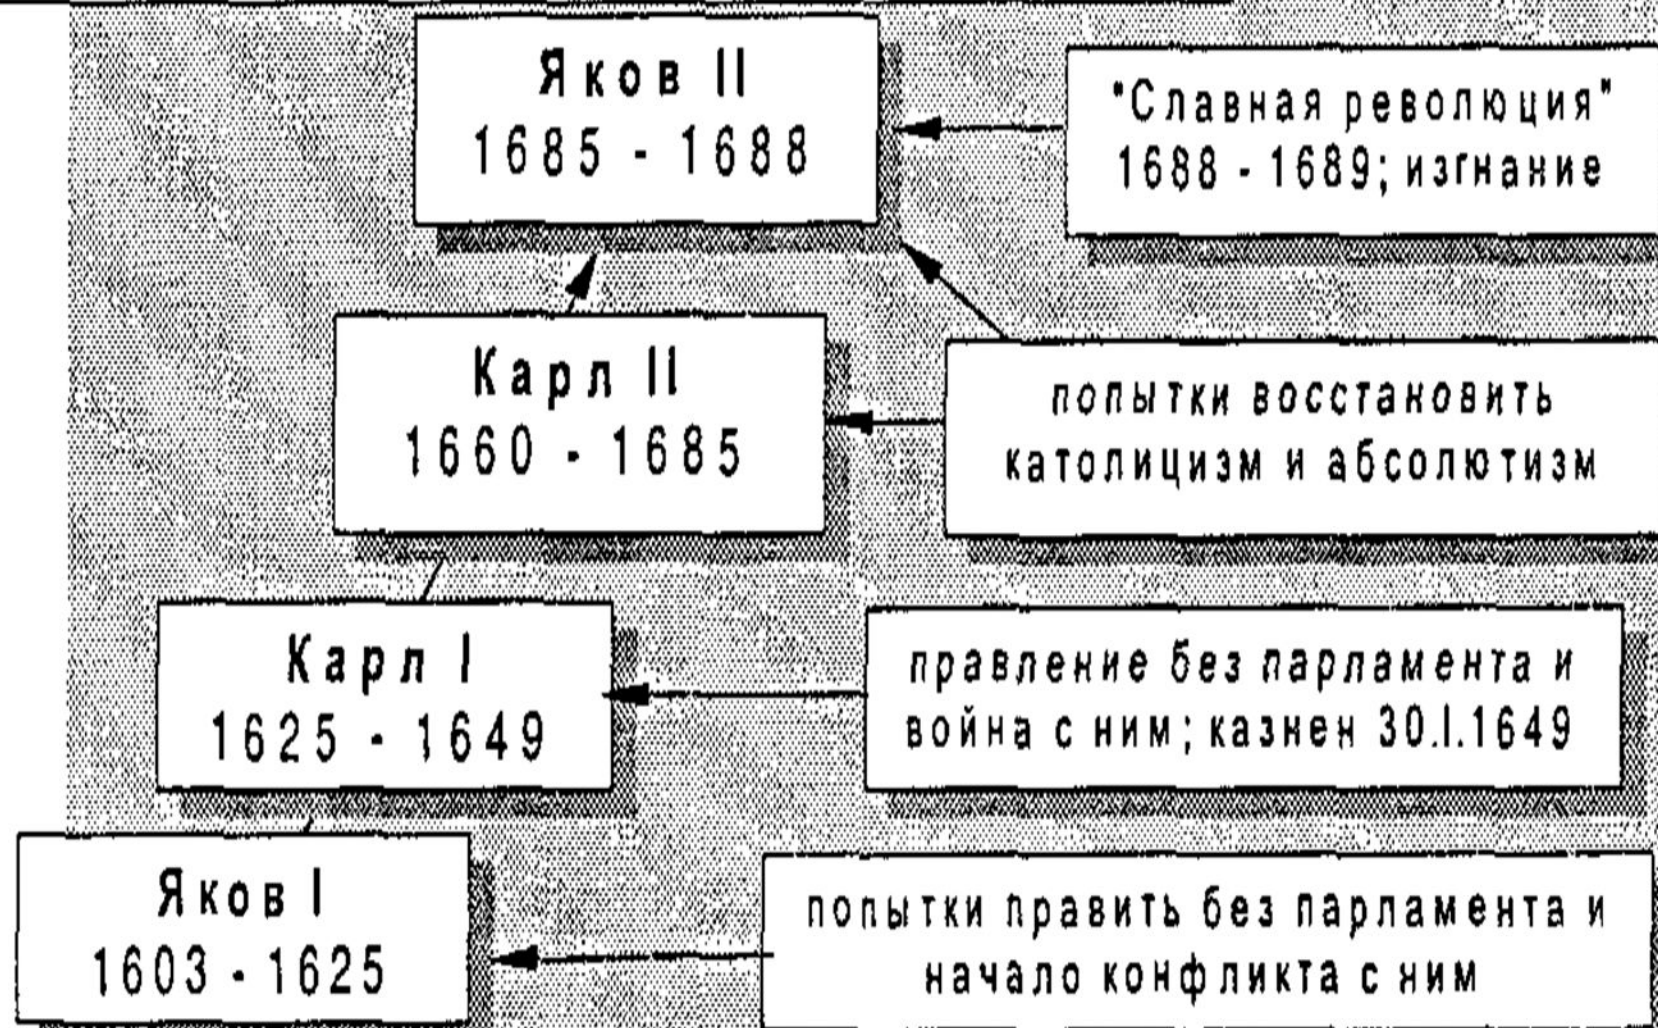 Яков II
1685 - 1688
"Славная революция"
1688 - 1689; изгнание
Карл II
1660 - 1685
попытки восстановить
католицизм и абсолютизм
Карл I
1625 - 1649
правление без парламента и
война с ним; казнен 30.I.1649
Яков I
1603 - 1625
попытки править без парламента и
начало конфликта с ним